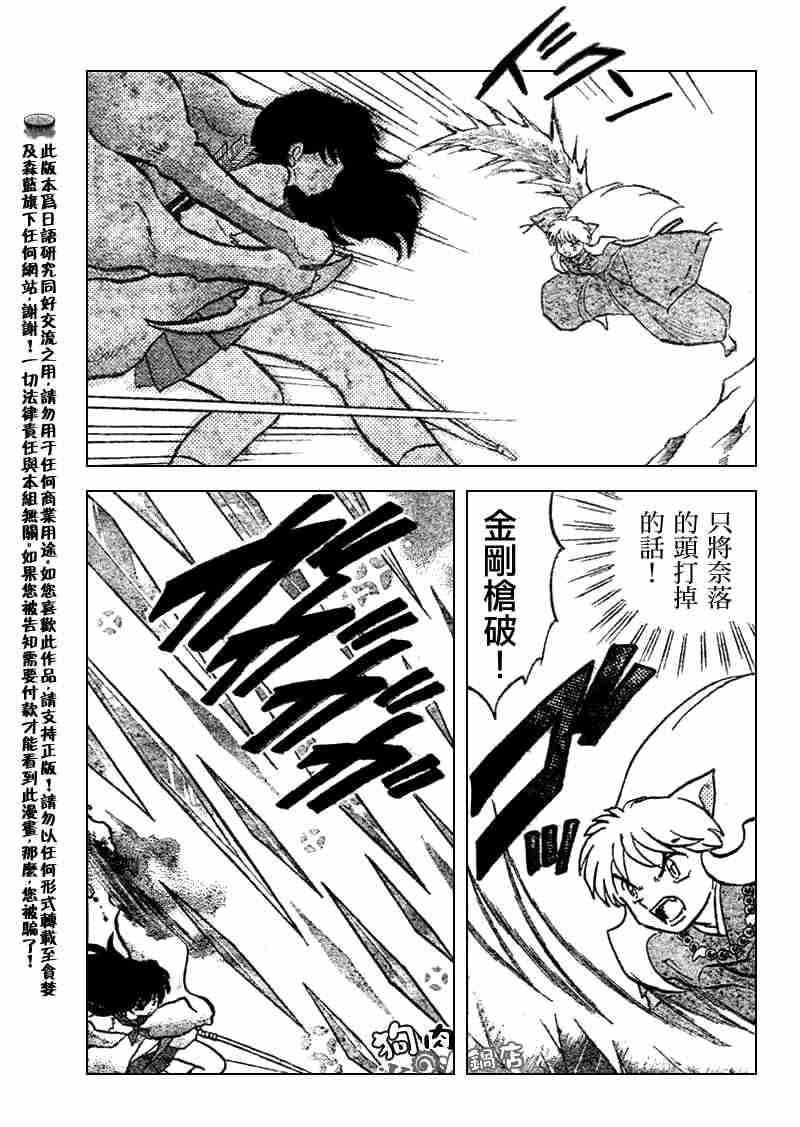 ドクン
只將奈落
的頭打掉
的話！
金剛槍破！
ゴッ
ドドドドド
此版本爲日語研究同好交流之用，請勿用于任何商業用途。如您喜歡此作品，請支持正版！請勿以任何形式轉載至貪婪
及森藍旗下任何網站，謝謝！一切法律責任與本組無關。如果您被告知需要付款才能看到此漫畫，那麼，您被騙了！
狗肉
鍋店